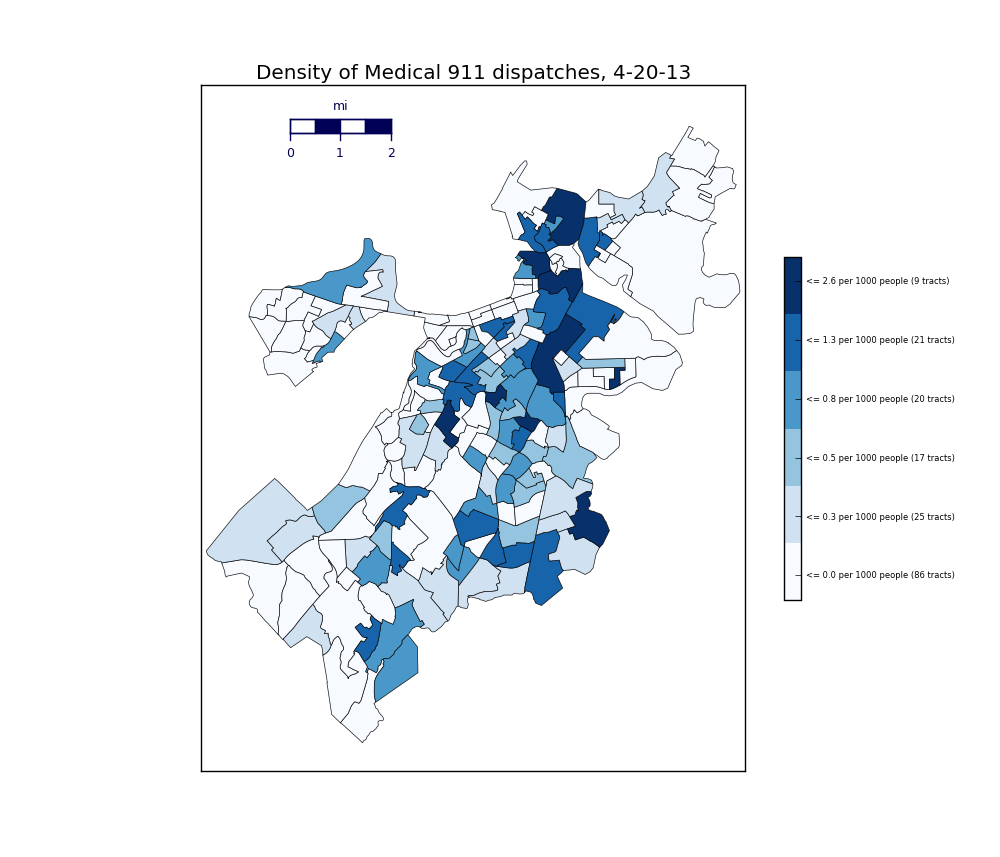 Density of Medical 911 dispatches, 4-20-13
mi
0 1 2
<= 2.6 per 1000 people (9 tracts)
<= 1.3 per 1000 people (21 tracts)
<= 0.8 per 1000 people (20 tracts)
<= 0.5 per 1000 people (17 tracts)
<= 0.3 per 1000 people (25 tracts)
<= 0.0 per 1000 people (86 tracts)